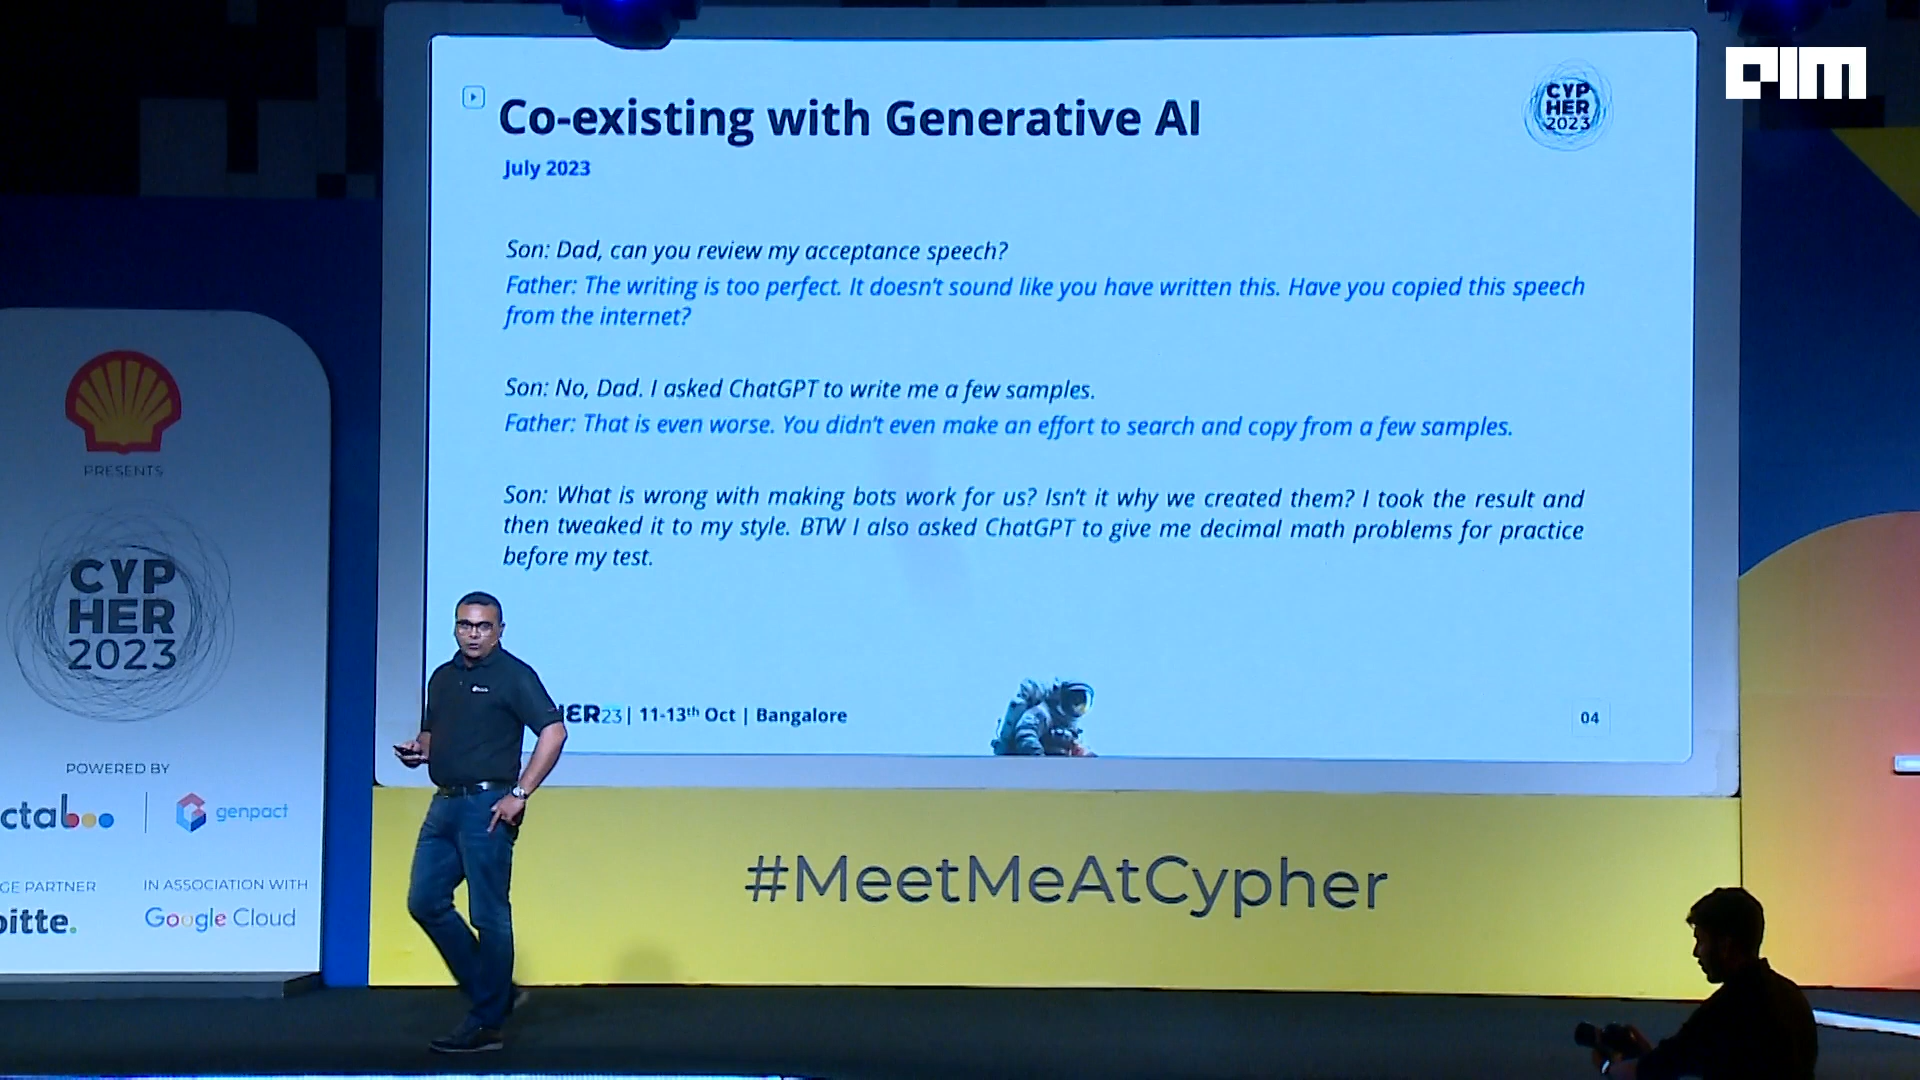 AIM
Co-existing with Generative AI
CYP
HER
2023
July 2023
Son: Dad, can you review my acceptance speech?
Father: The writing is too perfect. It doesn't sound like you have written this. Have you copied this speech
from the internet?
Son: No, Dad. I asked ChatGPT to write me a few samples.
Father: That is even worse. You didn't even make an effort to search and copy from a few samples.
Son: What is wrong with making bots work for us? Isn't it why we created them? I took the result and
then tweaked it to my style. BTW I also asked ChatGPT to give me decimal math problems for practice
before my test.
HER23 | 11-13th Oct | Bangalore
04
PRESENTS
CYP
HER
2023
POWERED BY
genpact
PARTNER
IN ASSOCIATION WITH
Google Cloud
#MeetMeAtCypher